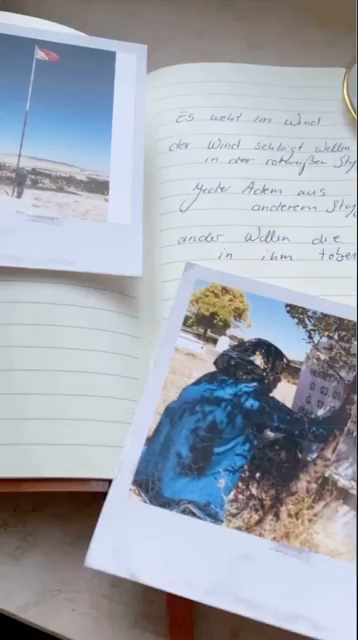 Es weht im Wind
der Wind schlägt Wellen
in der rotweißen
Jeder Atem aus
anderem
ander Wellen die
in ihm